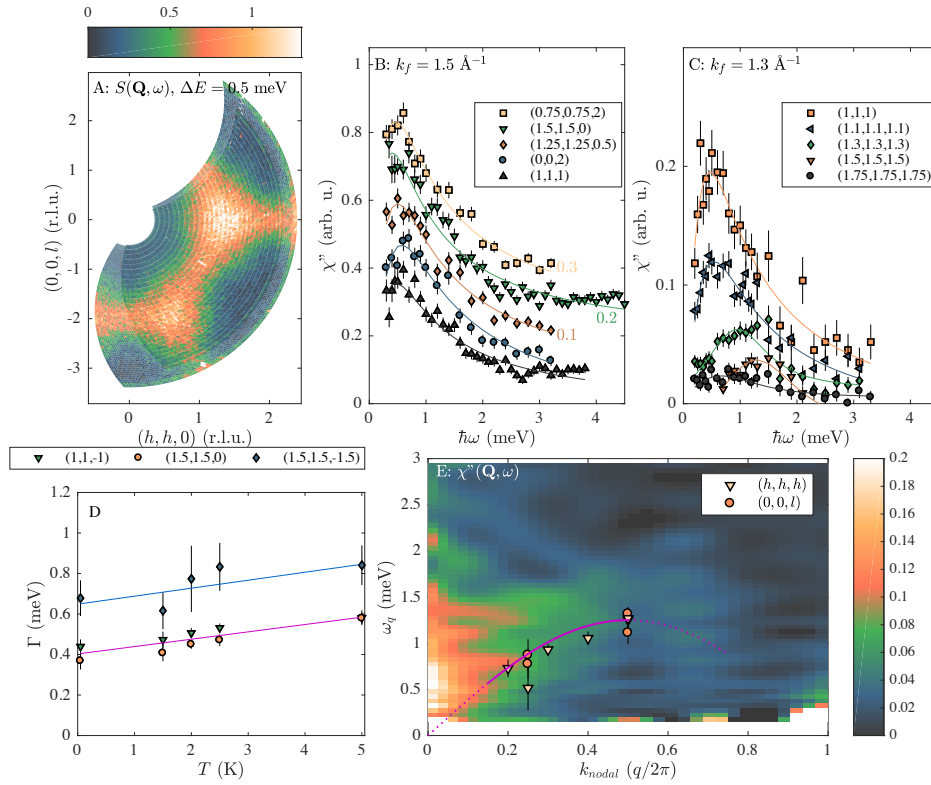 0 0.5 1
A: S(Q,ω), ΔE = 0.5 meV
2
1
0
-1
-2
-3
(0,0,l) (r.l.u.)
0 1 2
(h,h,0) (r.l.u.)
B: k_f = 1.5 Å⁻¹
(0.75,0.75,2)
(1.5,1.5,0)
(1.25,1.25,0.5)
(0,0,2)
(1,1,1)
1
0.8
0.6
0.4
0.2
0
χ" (arb. u.)
0.3
0.2
0.1
0 1 2 3 4
ħω (meV)
C: k_f = 1.3 Å⁻¹
(1,1,1)
(1.1,1.1,1.1)
(1.3,1.3,1.3)
(1.5,1.5,1.5)
(1.75,1.75,1.75)
0.2
0.1
0
χ" (arb. u.)
0 1 2 3 4
ħω (meV)
(1,1,-1) (1.5,1.5,0) (1.5,1.5,-1.5)
D
1.2
1
0.8
0.6
0.4
0.2
0
Γ (meV)
0 1 2 3 4 5
T (K)
E: χ"(Q,ω)
(h,h,h)
(0,0,l)
3
2.5
2
1.5
1
0.5
0
ω_q (meV)
0 0.2 0.4 0.6 0.8 1
k_nodal (q/2π)
0.2
0.18
0.16
0.14
0.12
0.1
0.08
0.06
0.04
0.02
0